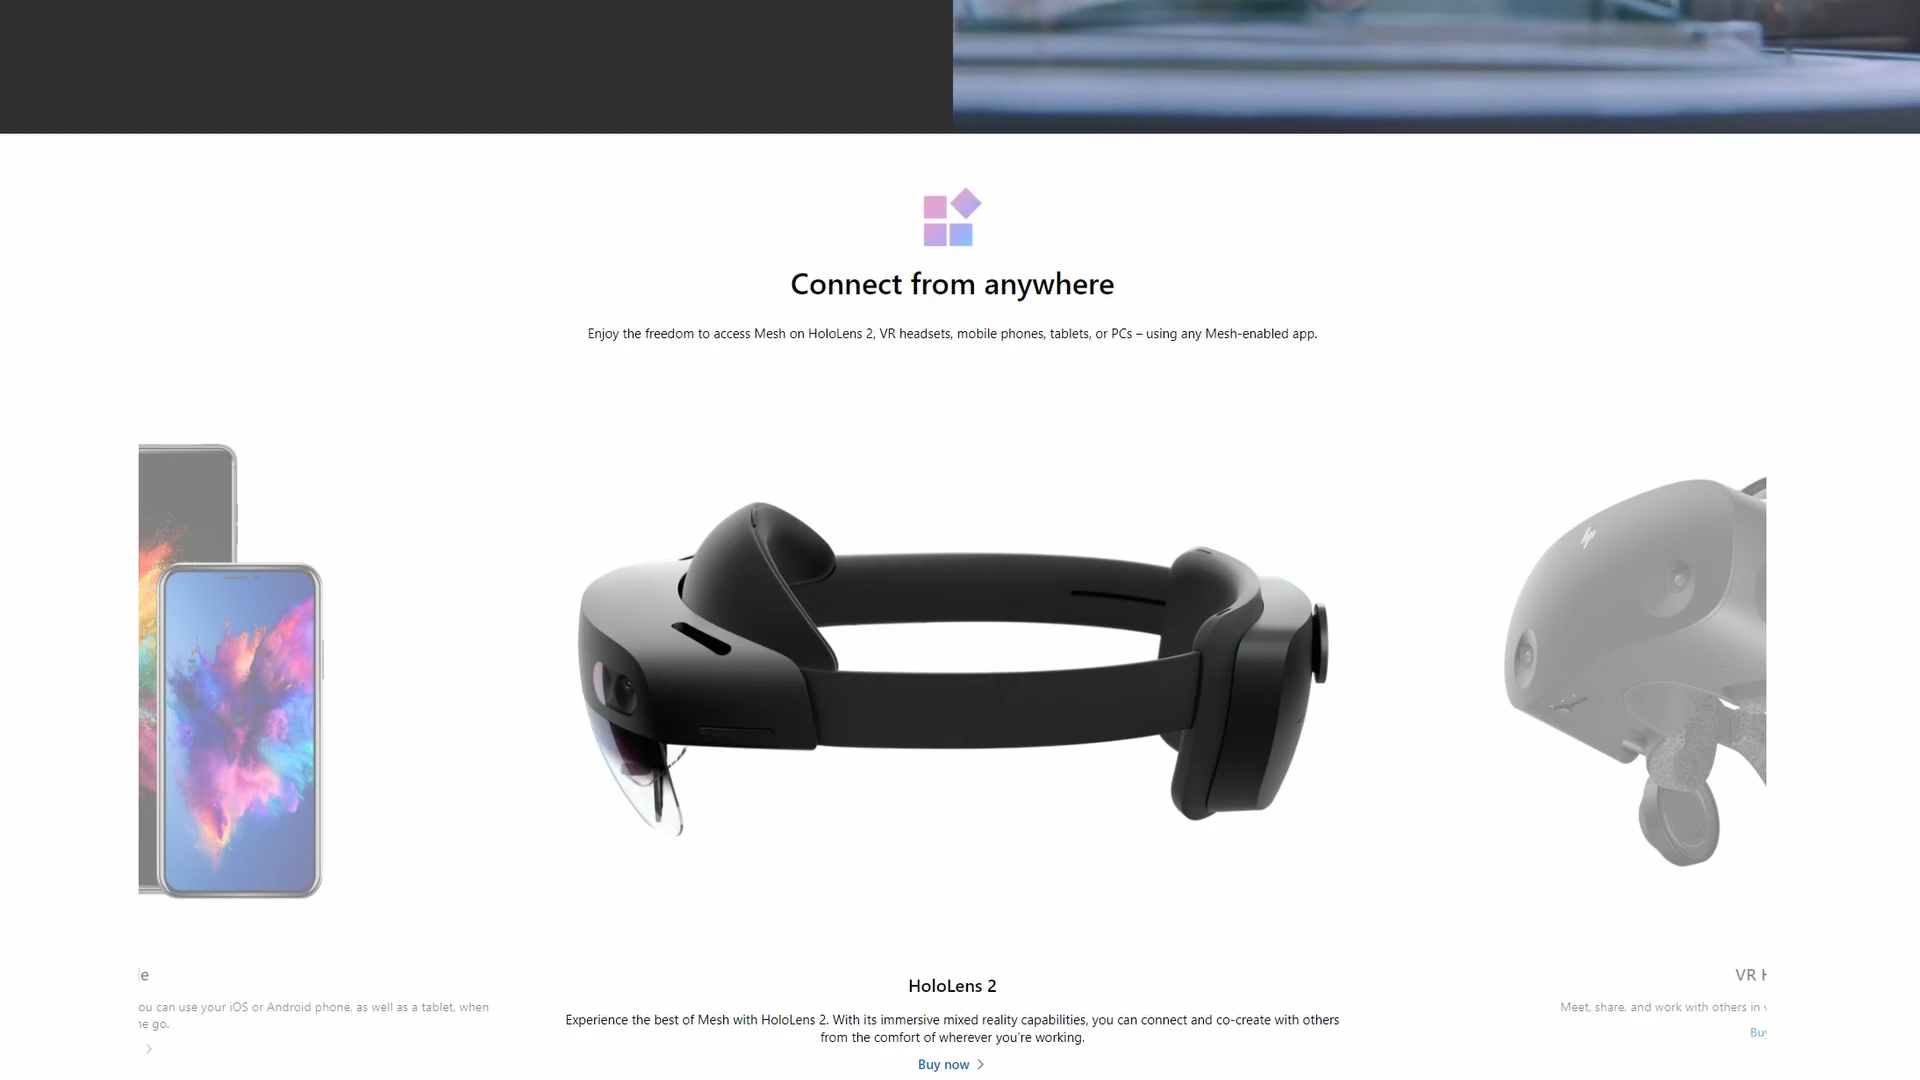 Connect from anywhere
Enjoy the freedom to access Mesh on HoloLens 2, VR headsets, mobile phones, tablets, or PCs – using any Mesh-enabled app.
hp
HoloLens 2
Experience the best of Mesh with HoloLens 2. With its immersive mixed reality capabilities, you can connect and co-create with others
from the comfort of wherever you're working.
Buy now
can use your iOS or Android phone, as well as a tablet, when
go.
VR
Meet, share, and work with others in